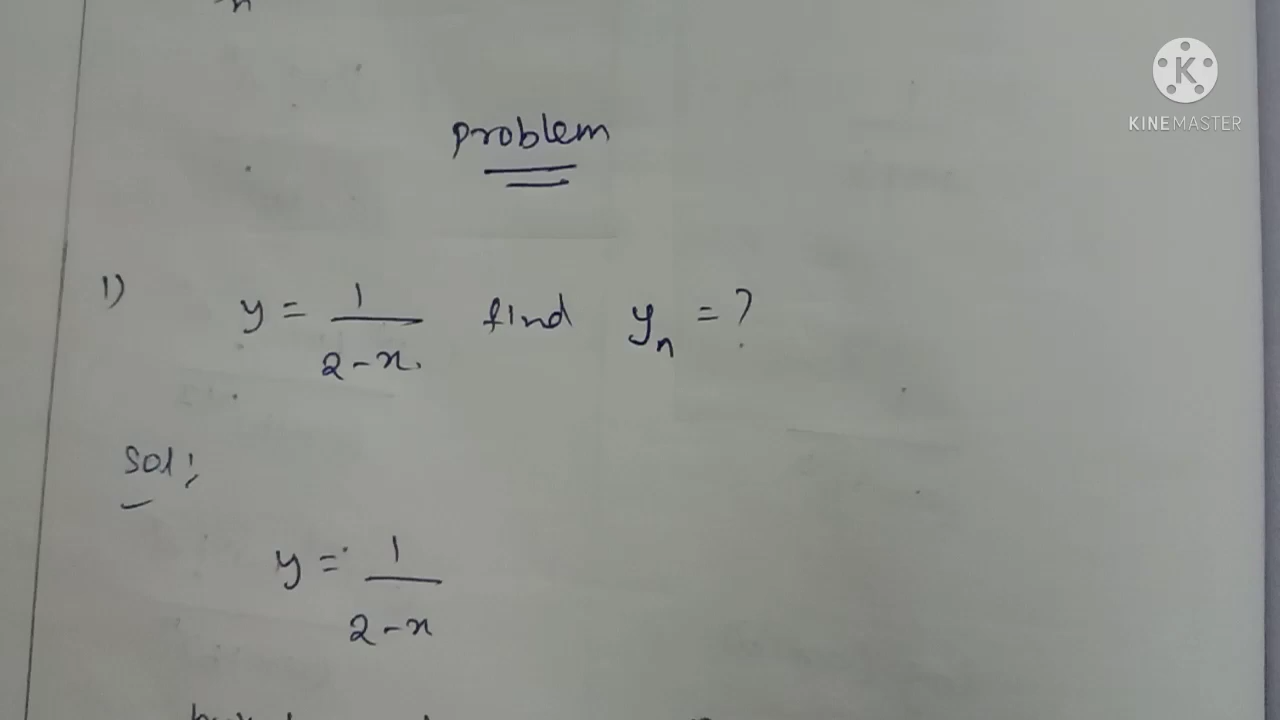 n
K
KINEMASTER
Problem
1) y = 1/2-x. find yn = ?
Sol:
y = 1/2-x